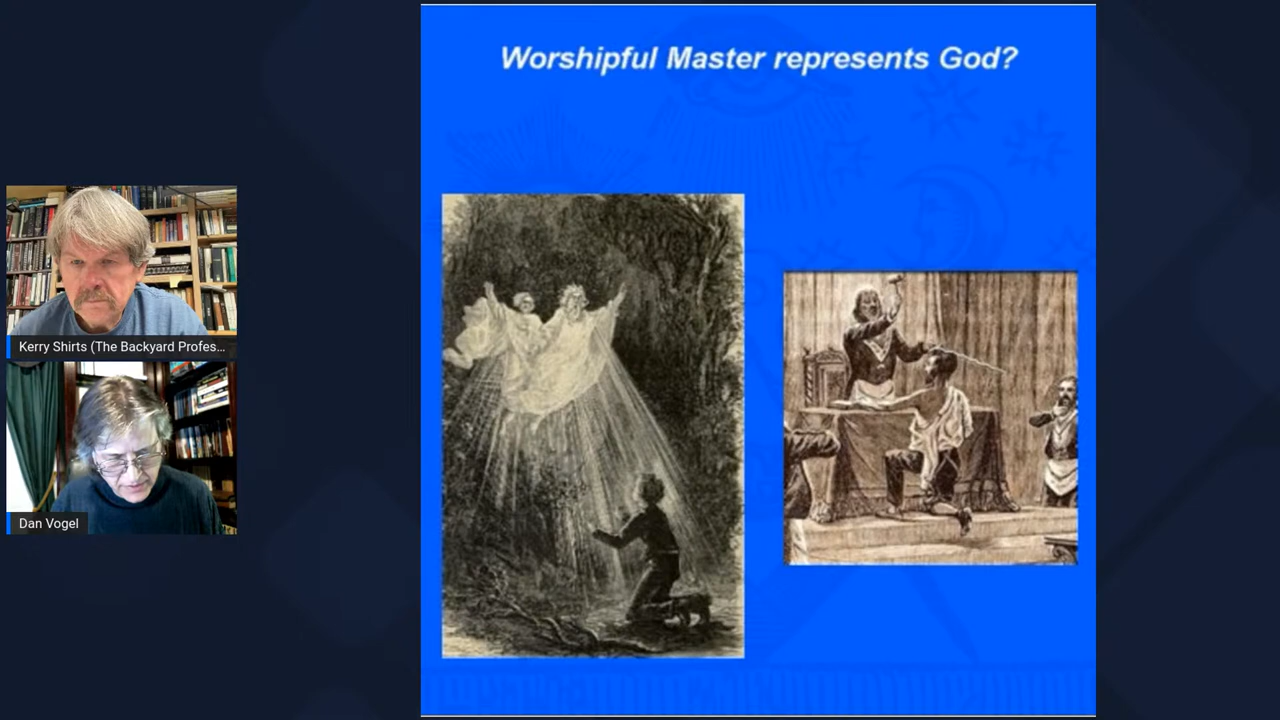 Worshipful Master represents God?
Kerry Shirts (The Backyard Profes...
Dan Vogel